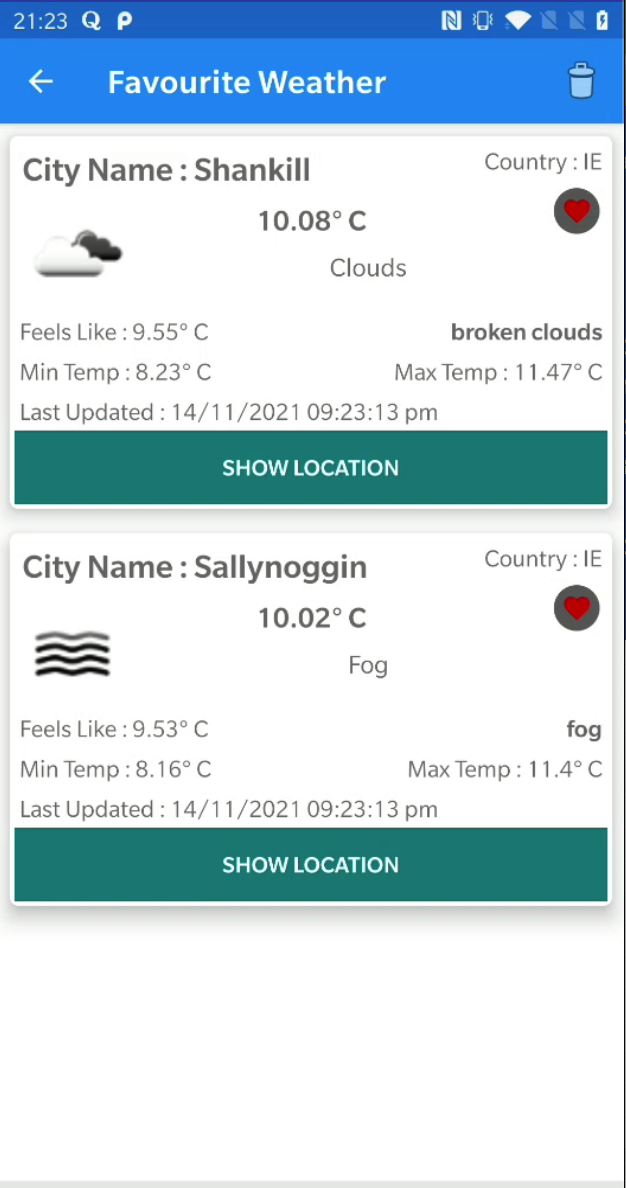 21:23 Q P
Favourite Weather
City Name : Shankill
Country : IE
10.08° C
Clouds
Feels Like : 9.55° C
broken clouds
Min Temp : 8.23° C
Max Temp : 11.47° C
Last Updated : 14/11/2021 09:23:13 pm
SHOW LOCATION
City Name : Sallynoggin
Country : IE
10.02° C
Fog
Feels Like : 9.53° C
fog
Min Temp : 8.16° C
Max Temp : 11.4° C
Last Updated : 14/11/2021 09:23:13 pm
SHOW LOCATION